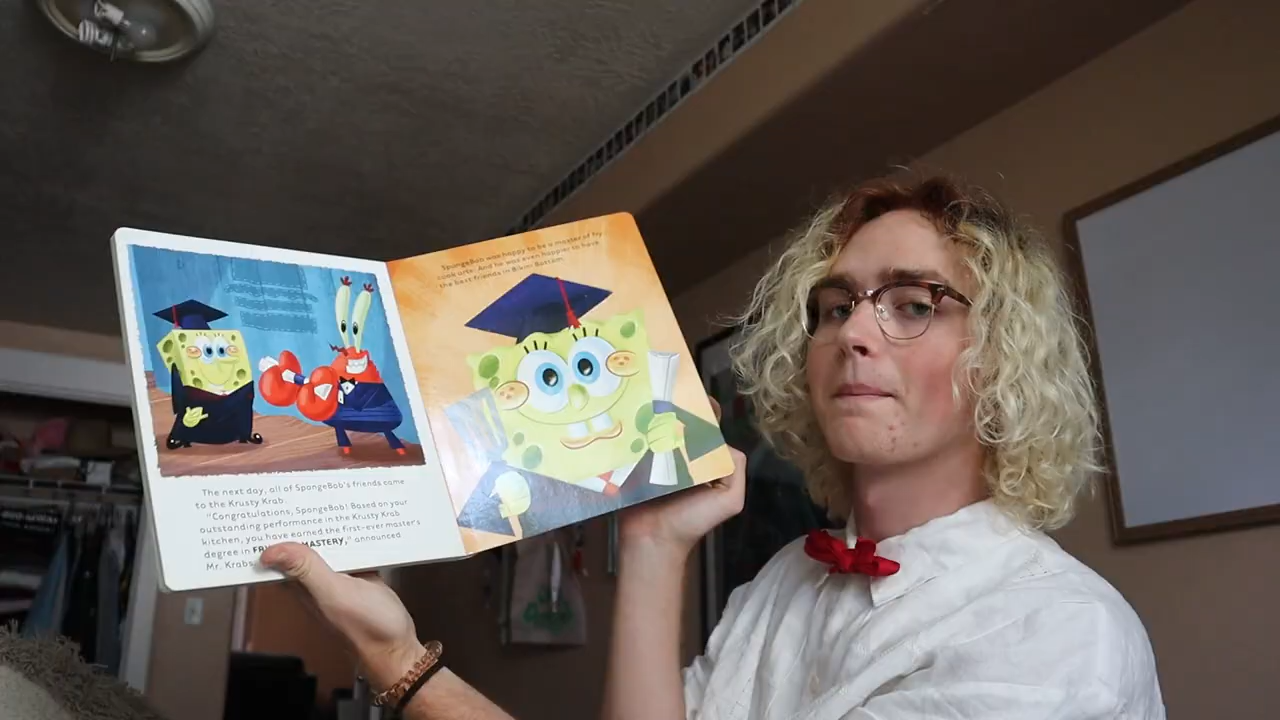 The next day, all of SpongeBob's friends came
to the Krusty Krab.
"Congratulations, SpongeBob! Based on your
outstanding performance in the Krusty Krab
kitchen, you have earned the first-ever master's
degree in MASTERY," announced
Mr. Krabs.
SpongeBob was happy to be a master of fry
cook arts. And he was even happier to have
the best friends in Bikini Bottom.